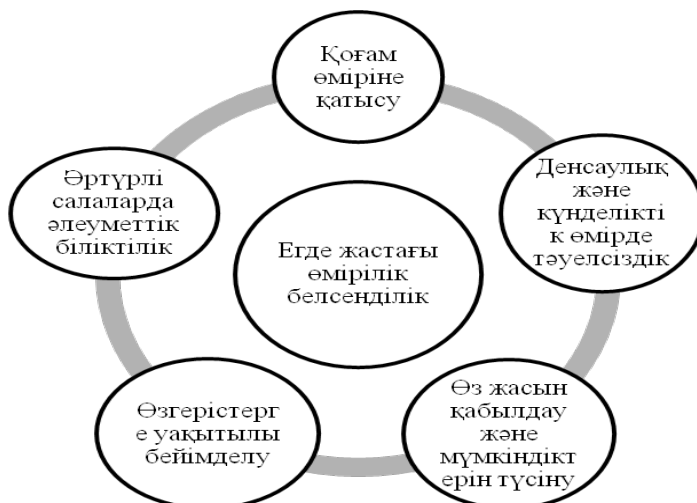 Қоғам
өміріне
қатысу
Денсаулық
және
күнделікті
к өмірде
тәуелсіздік
Әртүрлі
салаларда
әлеуметтік
біліктілік
Егде жастағы
өмірілік
белсенділік
Өз жасын
қабылдау
және
мүмкіндікт
ерін түсіну
Өзгерістерг
е уақытылы
бейімделу